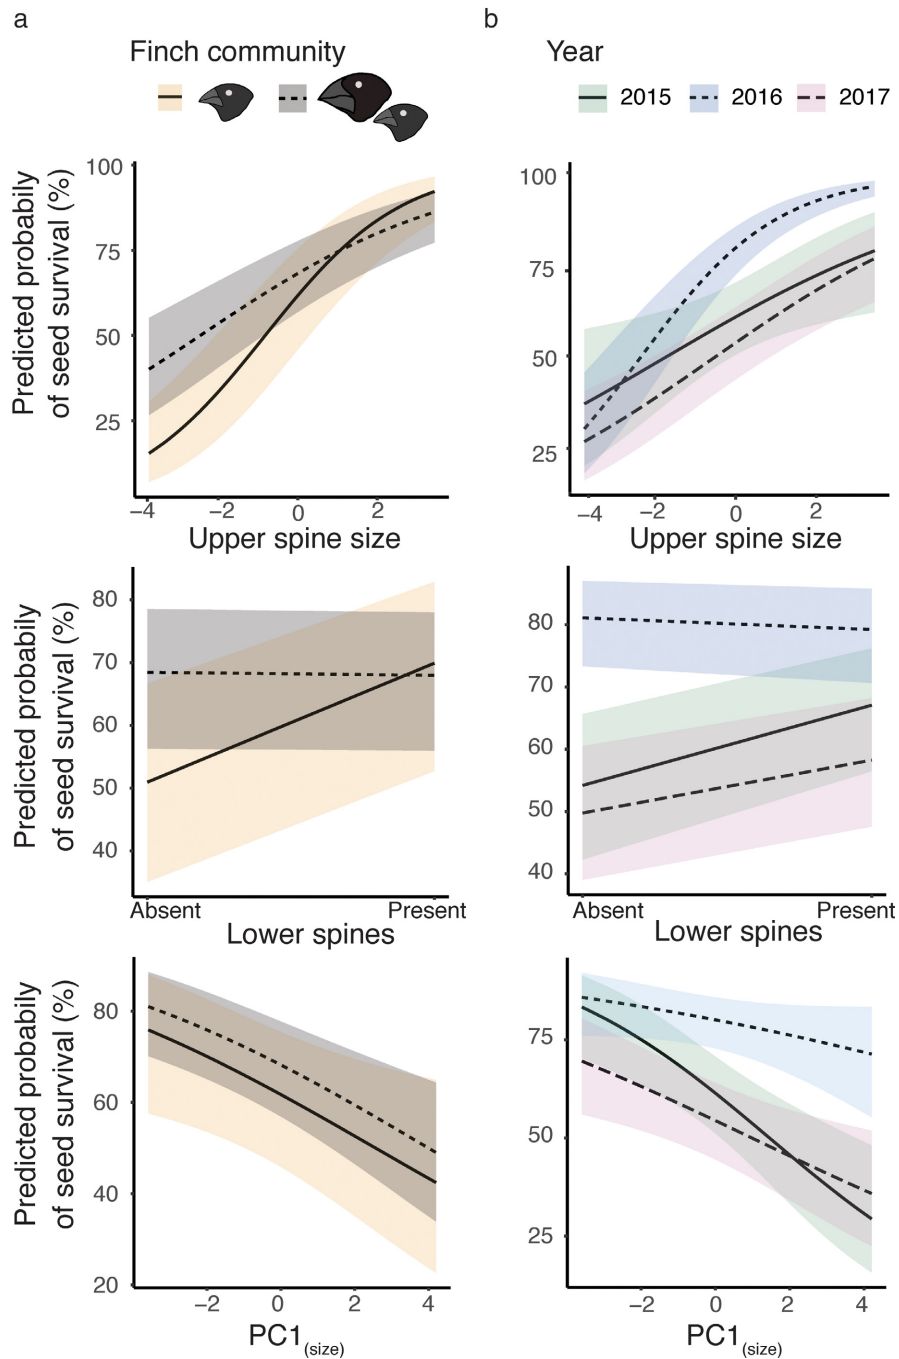 a
b
Finch community
Year
2015
2016
2017
Predicted probabily
of seed survival (%)
100
75
50
25
−4
−2
0
2
Upper spine size
100
75
50
25
−4
−2
0
2
Upper spine size
Predicted probabily
of seed survival (%)
80
70
60
50
40
Absent
Present
Lower spines
80
70
60
50
40
Absent
Present
Lower spines
Predicted probabily
of seed survival (%)
80
60
40
20
−2
0
2
4
PC1(size)
75
50
25
−2
0
2
4
PC1(size)